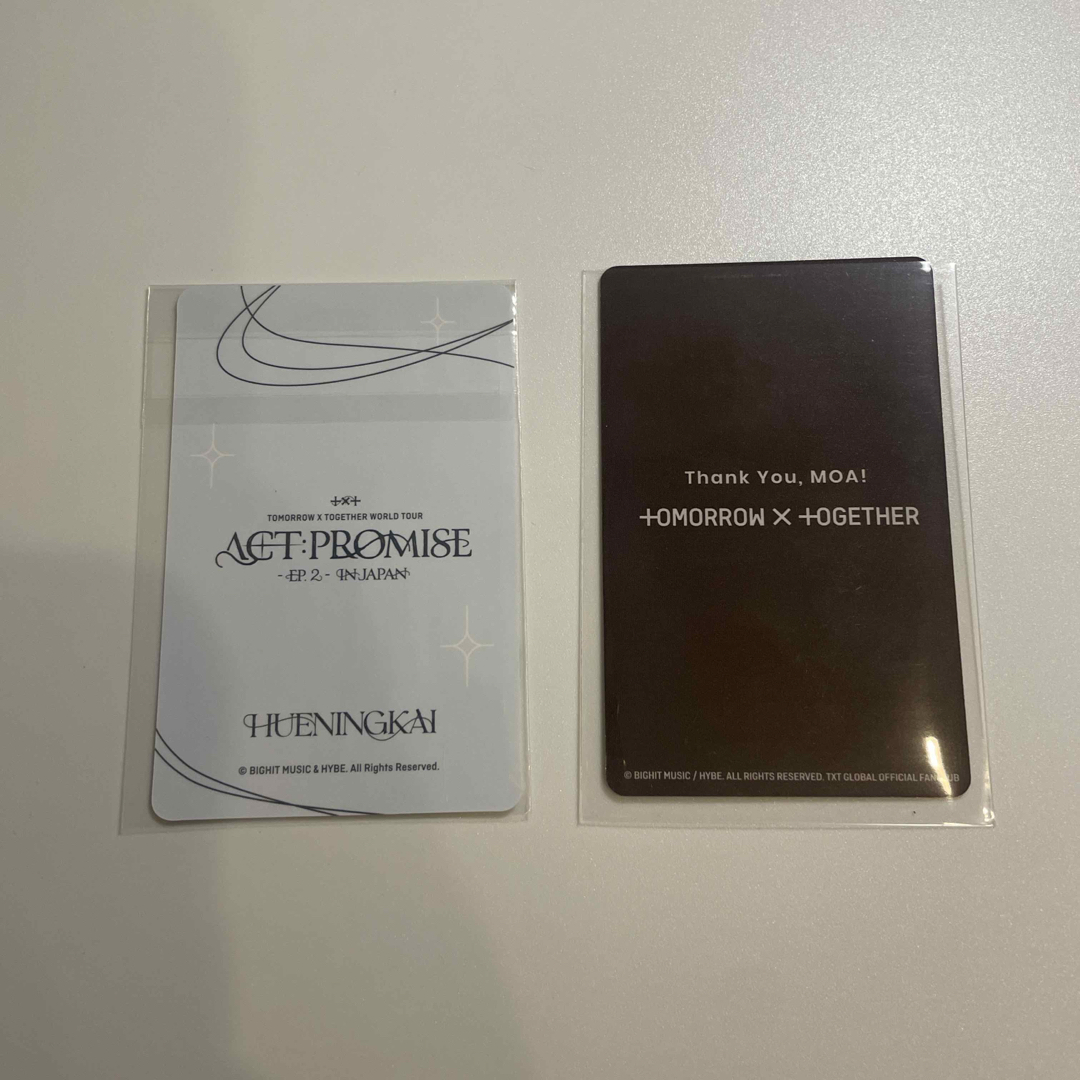 TXT
TOMORROW X TOGETHER WORLD TOUR
ACT:PROMISE
- EP. 2 - IN JAPAN
HUENINGKAI
© BIGHIT MUSIC & HYBE. All Rights Reserved.
Thank You, MOA!
TOMORROW X TOGETHER
© BIGHIT MUSIC / HYBE. ALL RIGHTS RESERVED. TXT GLOBAL OFFICIAL FANCLUB